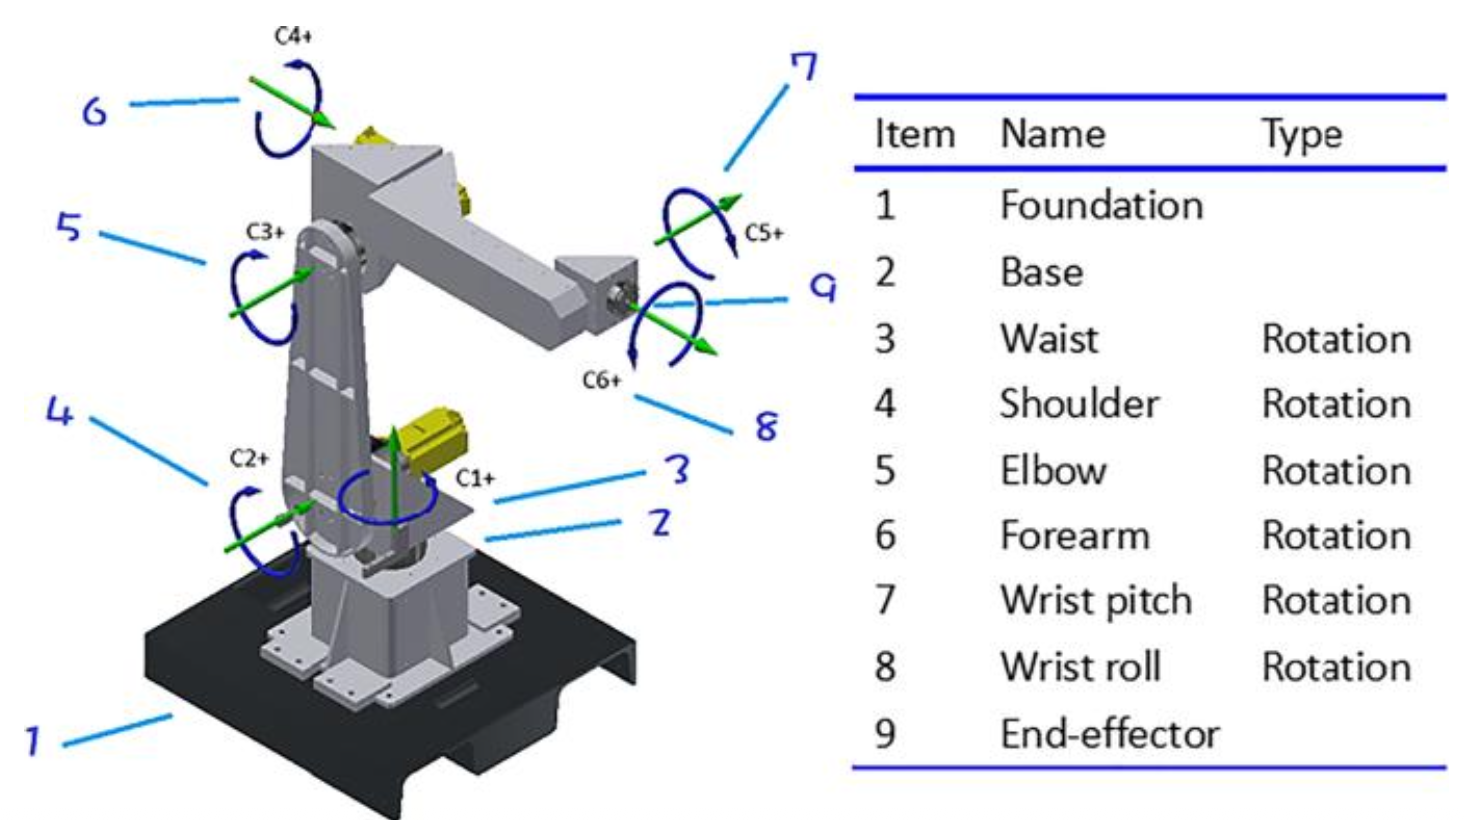 C4+
6
7
5
C3+
C5+
9
C6+
8
4
C2+
C1+
3
2
1
Item Name Type
1 Foundation
2 Base
3 Waist Rotation
4 Shoulder Rotation
5 Elbow Rotation
6 Forearm Rotation
7 Wrist pitch Rotation
8 Wrist roll Rotation
9 End-effector